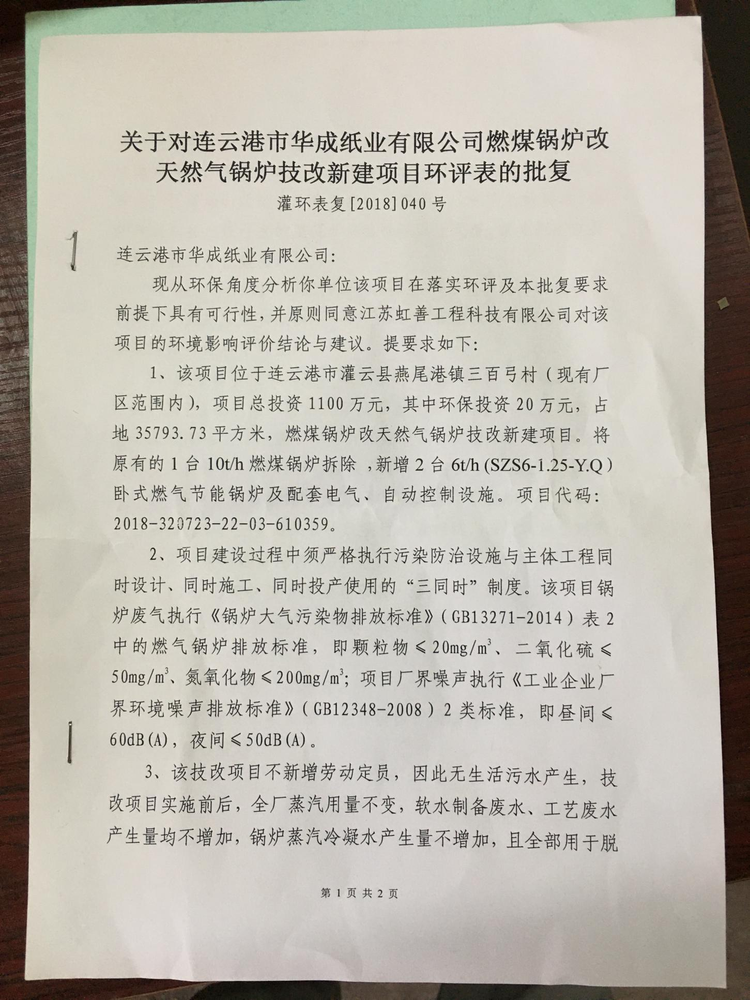 关于对连云港市华成纸业有限公司燃煤锅炉改
天然气锅炉技改新建项目环评表的批复
灌环表复[2018]040 号
连云港市华成纸业有限公司：
现从环保角度分析你单位该项目在落实环评及本批复要求
前提下具有可行性，并原则同意江苏虹善工程科技有限公司对该
项目的环境影响评价结论与建议。提要求如下：
1、该项目位于连云港市灌云县燕尾港镇三百弓村（现有厂
区范围内），项目总投资 1100 万元，其中环保投资 20 万元，占
地 35793.73 平方米，燃煤锅炉改天然气锅炉技改新建项目。将
原有的 1 台 10t/h 燃煤锅炉拆除 ，新增 2 台 6t/h (SZS6-1.25-Y.Q）
卧式燃气节能锅炉及配套电气、自动控制设施。项目代码：
2018-320723-22-03-610359。
2、项目建设过程中须严格执行污染防治设施与主体工程同
时设计、同时施工、同时投产使用的“三同时”制度。该项目锅
炉废气执行《锅炉大气污染物排放标准》（GB13271-2014）表 2
中的燃气锅炉排放标准，即颗粒物≤20mg/m³、二氧化硫≤
50mg/m³、氮氧化物≤200mg/m³；项目厂界噪声执行《工业企业厂
界环境噪声排放标准》（GB12348-2008）2 类标准，即昼间≤
60dB(A)，夜间≤50dB(A)。
3、该技改项目不新增劳动定员，因此无生活污水产生，技
改项目实施前后，全厂蒸汽用量不变，软水制备废水、工艺废水
产生量均不增加，锅炉蒸汽冷凝水产生量不增加，且全部用于脱
第 1 页 共 2 页